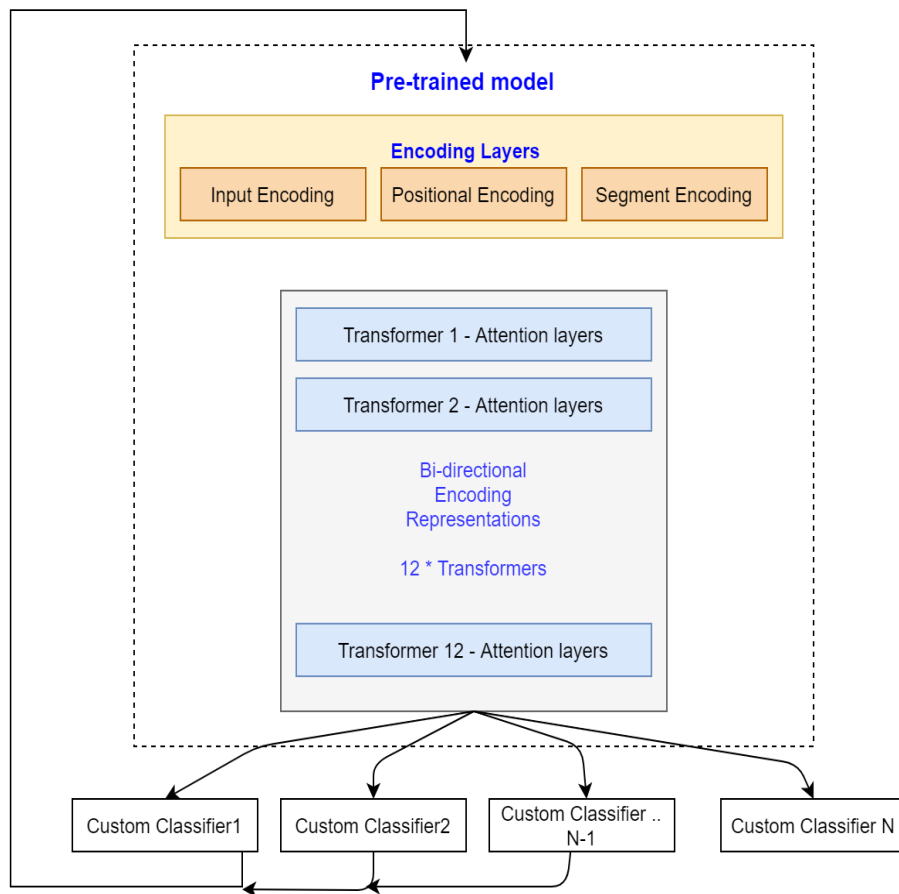 Pre-trained model
Encoding Layers
Input Encoding
Positional Encoding
Segment Encoding
Transformer 1 - Attention layers
Transformer 2 - Attention layers
Bi-directional
Encoding
Representations
12 * Transformers
Transformer 12 - Attention layers
Custom Classifier1
Custom Classifier2
Custom Classifier ..
N-1
Custom Classifier N